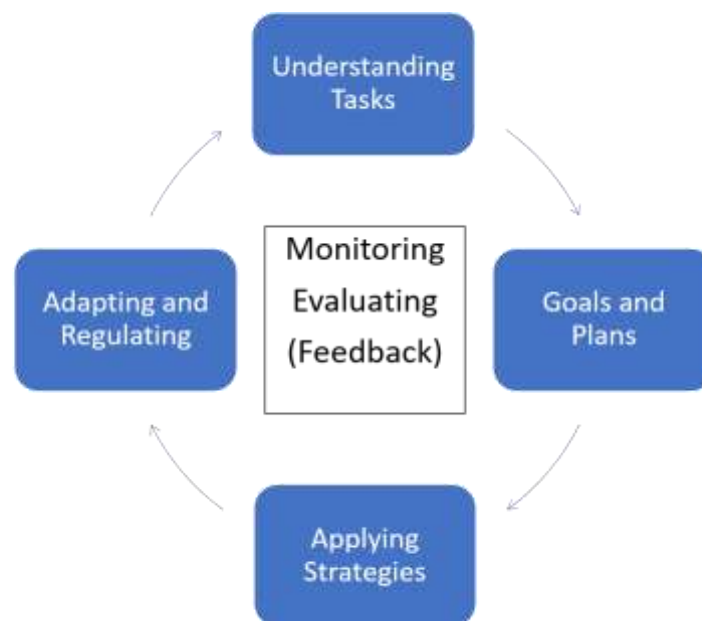 Understanding
Tasks
Monitoring
Evaluating
(Feedback)
Adapting and
Regulating
Goals and
Plans
Applying
Strategies